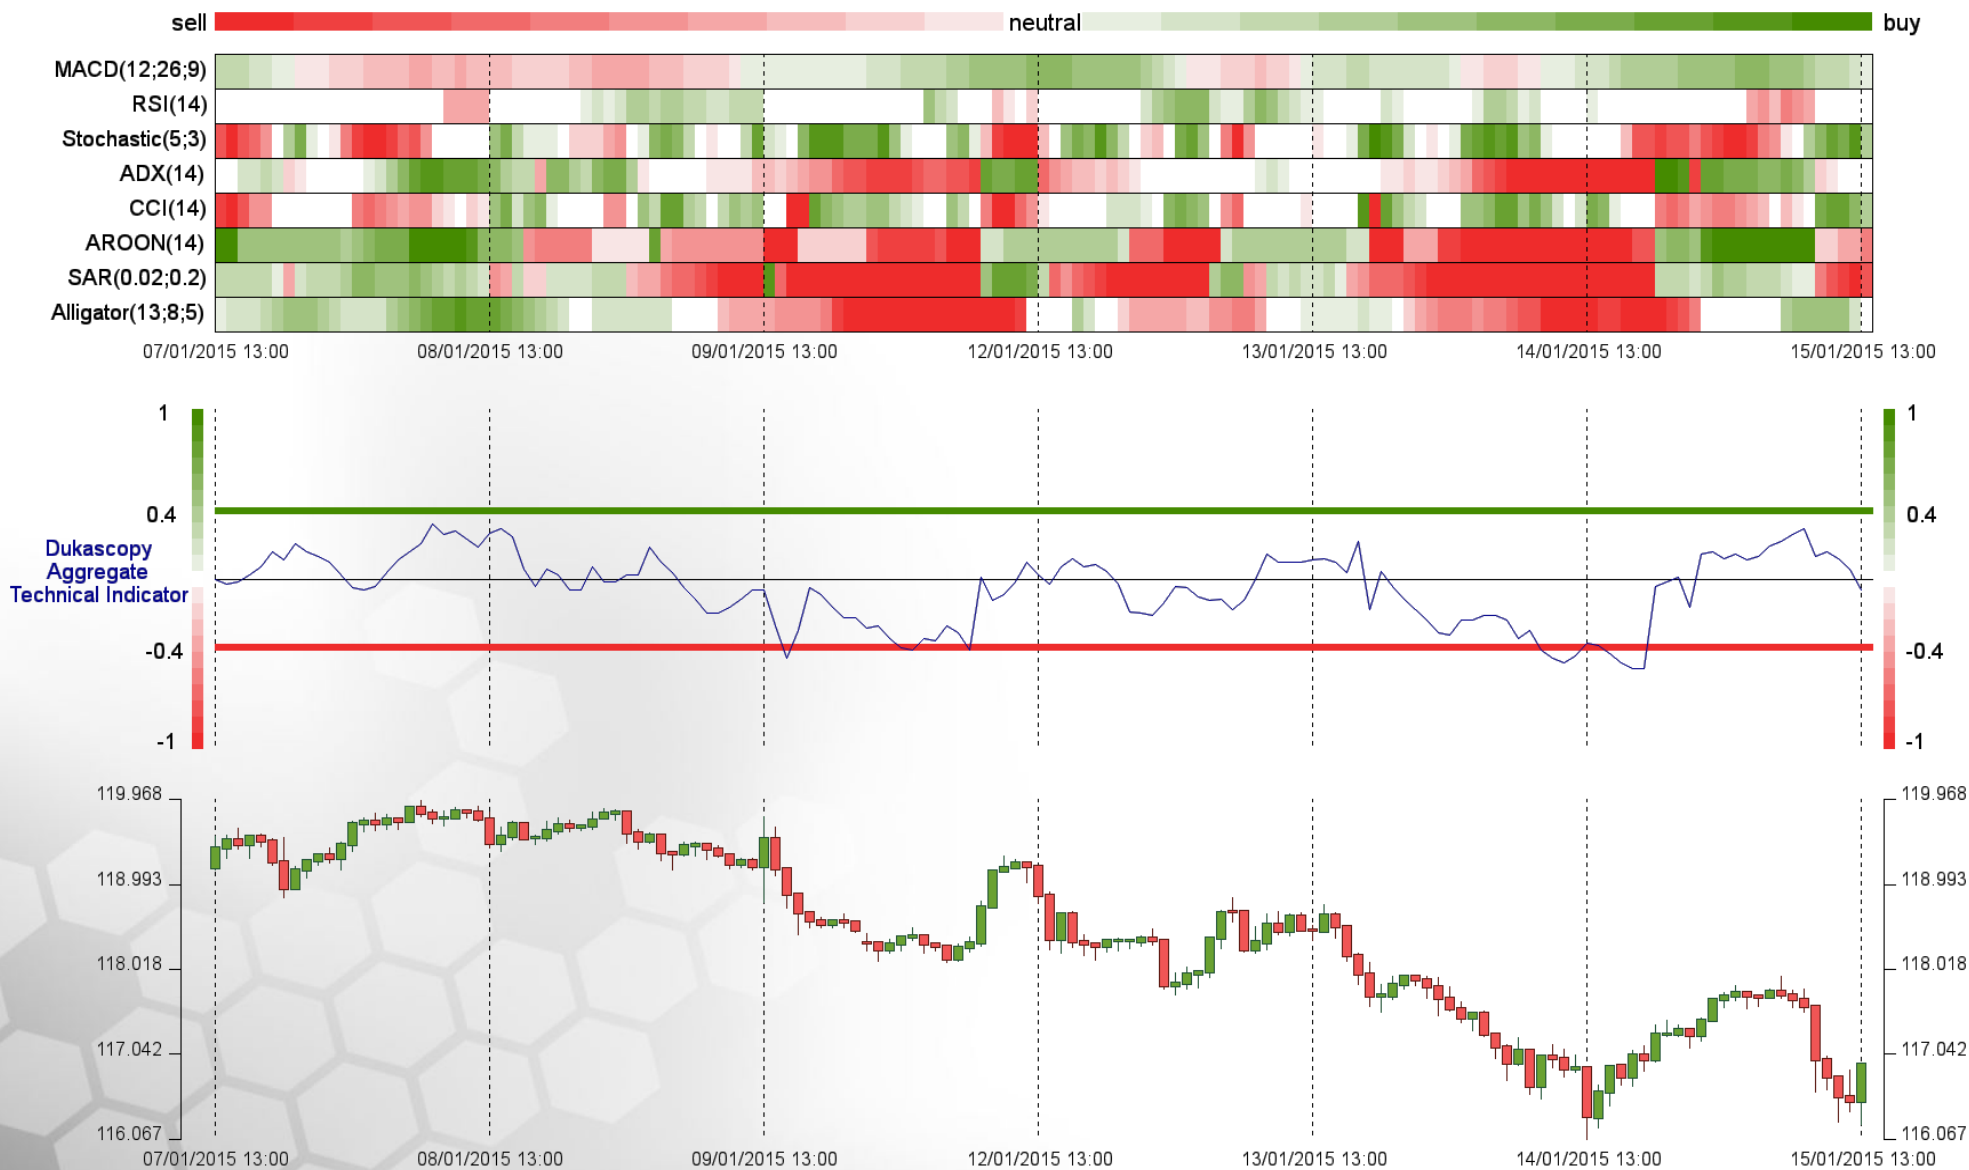 sell neutral buy
MACD(12;26;9)
RSI(14)
Stochastic(5;3)
ADX(14)
CCI(14)
AROON(14)
SAR(0.02;0.2)
Alligator(13;8;5)
07/01/2015 13:00 08/01/2015 13:00 09/01/2015 13:00 12/01/2015 13:00 13/01/2015 13:00 14/01/2015 13:00 15/01/2015 13:00
1 1
0.4 0.4
Dukascopy
Aggregate
Technical Indicator
-0.4 -0.4
-1 -1
119.968 119.968
118.993 118.993
118.018 118.018
117.042 117.042
116.067 116.067
07/01/2015 13:00 08/01/2015 13:00 09/01/2015 13:00 12/01/2015 13:00 13/01/2015 13:00 14/01/2015 13:00 15/01/2015 13:00